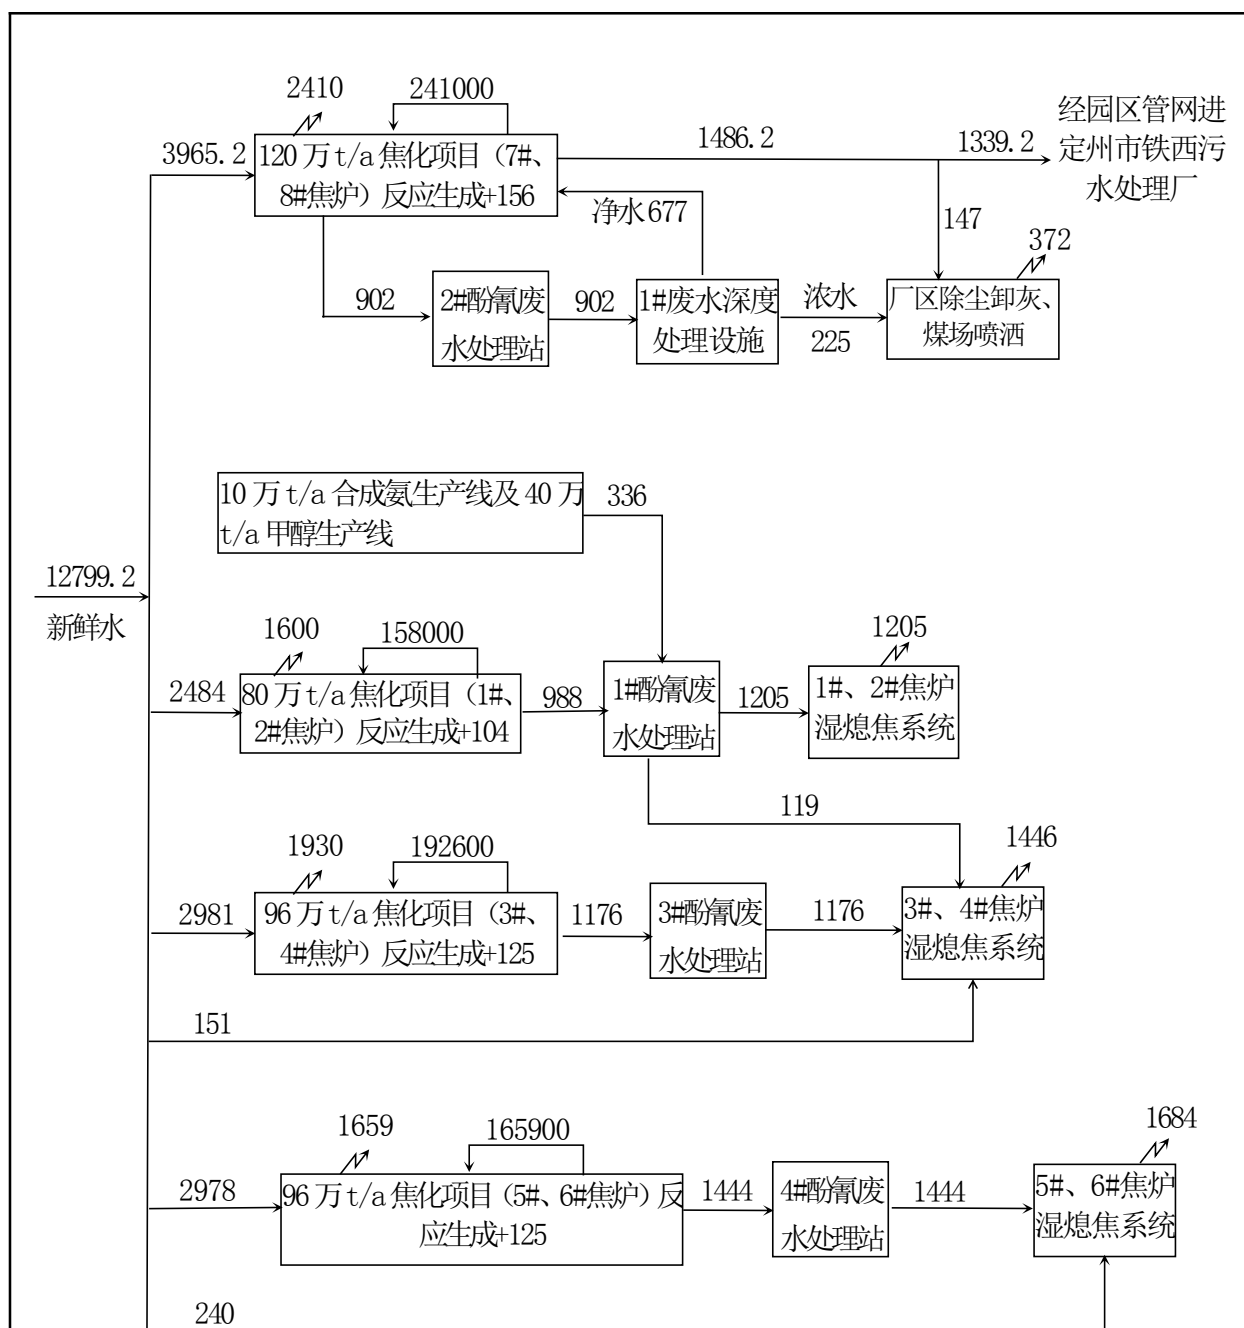 2410
241000
3965.2
120万t/a焦化项目（7#、
8#焦炉）反应生成+156
1486.2
1339.2
经园区管网进
定州市铁西污
水处理厂
净水677
147
372
902
2#酚氰废
水处理站
902
1#废水深度
处理设施
浓水
225
厂区除尘卸灰、
煤场喷洒
10万t/a合成氨生产线及40万
t/a甲醇生产线
336
12799.2
新鲜水
1600
158000
2484
80万t/a焦化项目（1#、
2#焦炉）反应生成+104
988
1#酚氰废
水处理站
1205
1205
1#、2#焦炉
湿熄焦系统
119
1930
192600
2981
96万t/a焦化项目（3#、
4#焦炉）反应生成+125
1176
3#酚氰废
水处理站
1176
1446
3#、4#焦炉
湿熄焦系统
151
1659
165900
2978
96万t/a焦化项目（5#、6#焦炉）反
应生成+125
1444
4#酚氰废
水处理站
1444
1684
5#、6#焦炉
湿熄焦系统
240